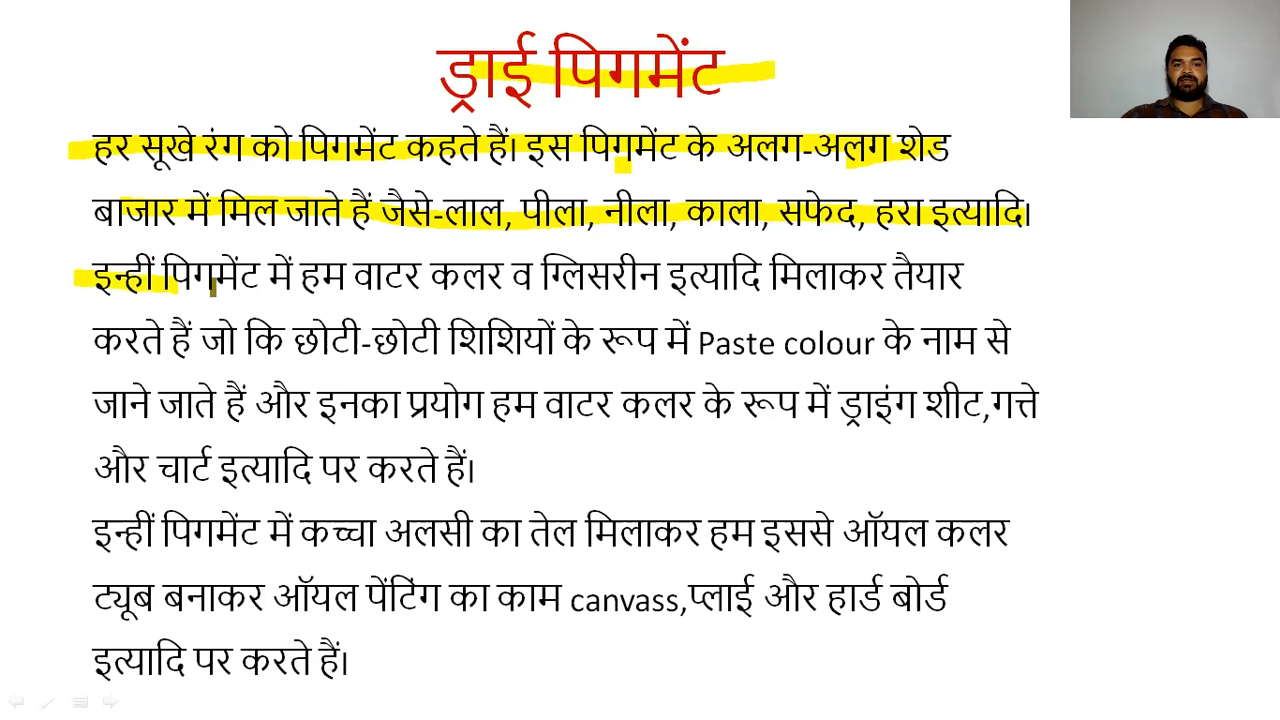 ड्राई पिगमेंट
हर सूखे रंग को पिगमेंट कहते हैं। इस पिगमेंट के अलग-अलग शेड
बाजार में मिल जाते हैं जैसे-लाल, पीला, नीला, काला, सफेद, हरा इत्यादि।
इन्हीं पिगमेंट में हम वाटर कलर व ग्लिसरीन इत्यादि मिलाकर तैयार
करते हैं जो कि छोटी-छोटी शिशियों के रूप में Paste colour के नाम से
जाने जाते हैं और इनका प्रयोग हम वाटर कलर के रूप में ड्राइंग शीट,गत्ते
और चार्ट इत्यादि पर करते हैं।
इन्हीं पिगमेंट में कच्चा अलसी का तेल मिलाकर हम इससे ऑयल कलर
ट्यूब बनाकर ऑयल पेंटिंग का काम canvass,प्लाई और हार्ड बोर्ड
इत्यादि पर करते हैं।